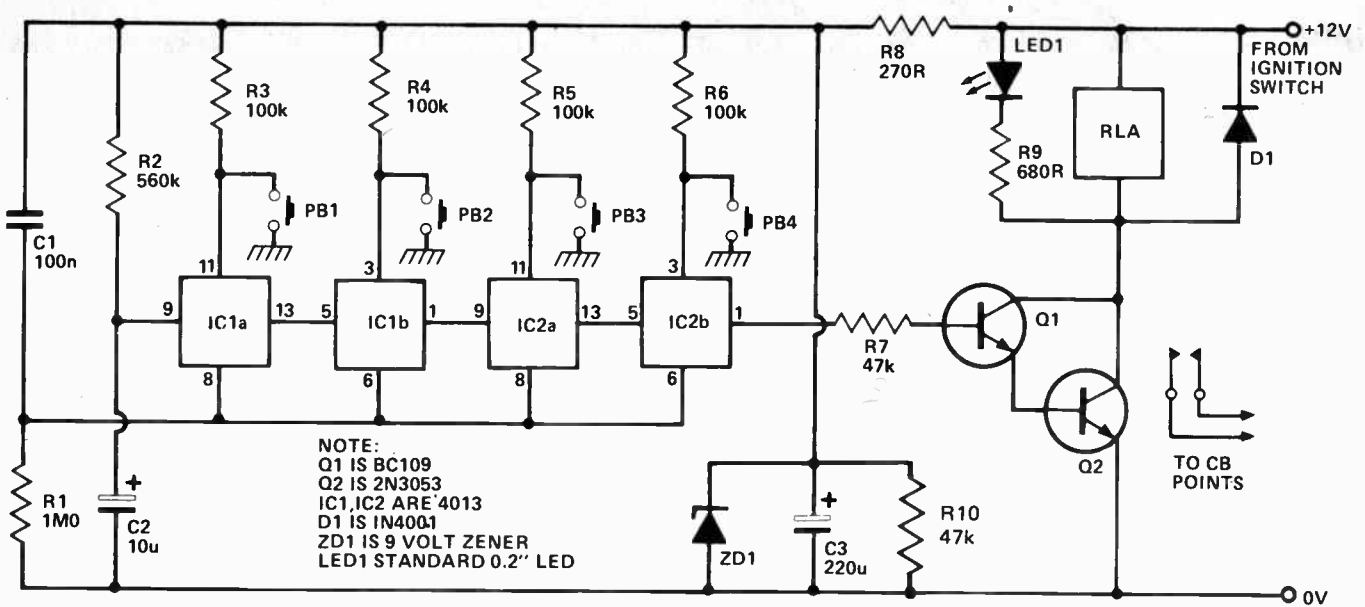 +12V
FROM
IGNITION
SWITCH
R8
270R
LED1
R3
100k
R4
100k
R5
100k
R6
100k
R2
560k
R9
680R
RLA
D1
PB1
PB2
PB3
PB4
C1
100n
11
3
11
3
9
IC1a
13
5
IC1b
1
9
IC2a
13
5
IC2b
1
8
6
8
6
R7
47k
Q1
Q2
TO CB
POINTS
R1
1M0
+
C2
10u
NOTE:
Q1 IS BC109
Q2 IS 2N3053
IC1,IC2 ARE 4013
D1 IS IN4001
ZD1 IS 9 VOLT ZENER
LED1 STANDARD 0.2" LED
ZD1
+
C3
220u
R10
47k
0V